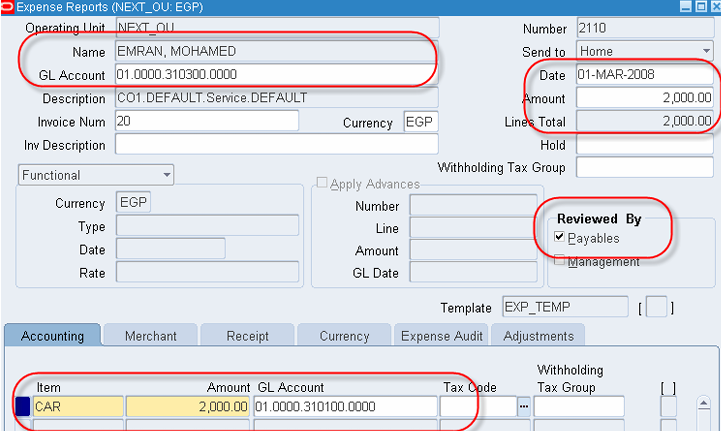 Expense Reports (NEXT_OU: EGP)
Operating Unit NEXT_OU Number 2110
Name EMRAN, MOHAMED Send to Home
GL Account 01.0000.310300.0000 Date 01-MAR-2008
Description CO1.DEFAULT.Service.DEFAULT Amount 2,000.00
Invoice Num 20 Currency EGP Lines Total 2,000.00
Inv Description Hold
Withholding Tax Group
Functional Apply Advances
Currency EGP Number Reviewed By
Type Line Payables
Date Amount Management
Rate GL Date
Template EXP_TEMP [ ]
Accounting Merchant Receipt Currency Expense Audit Adjustments
Withholding
Item Amount GL Account Tax Code Tax Group [ ]
CAR 2,000.00 01.0000.310100.0000 ...